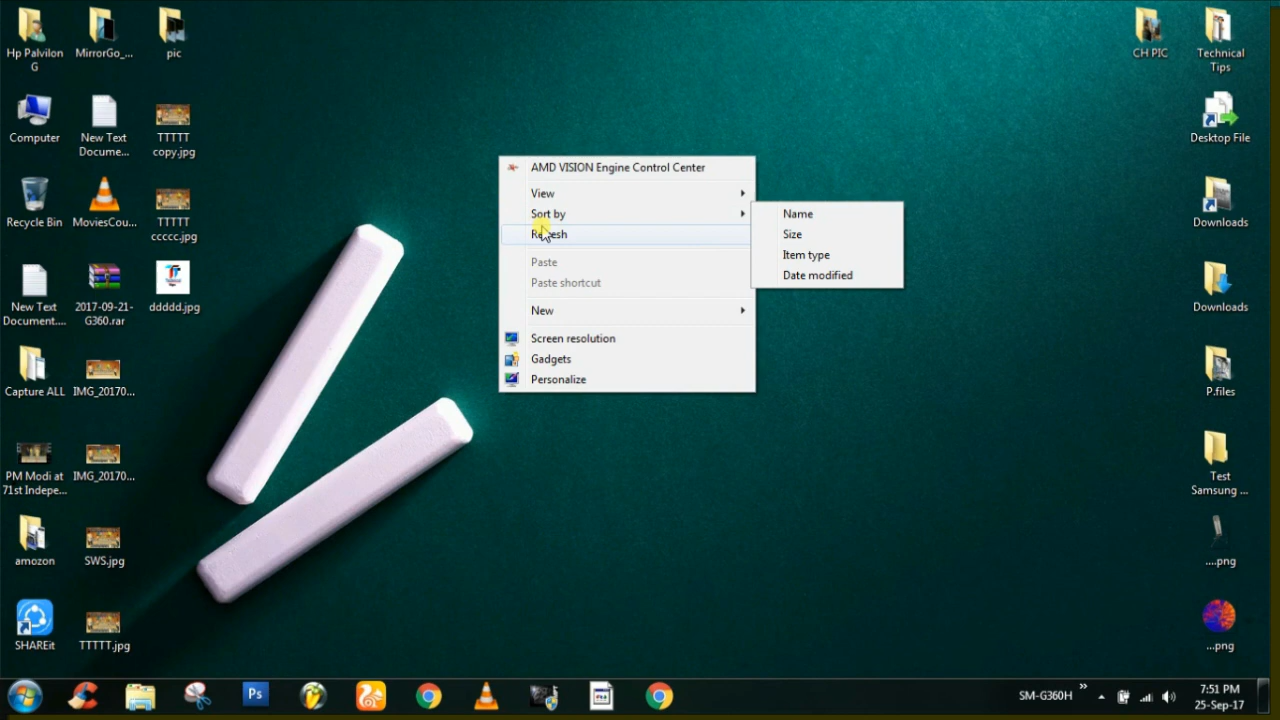 Hp Palvilon
G
MirrorGo_...
pic
CH PIC
Technical
Tips
Computer
New Text
Docume...
TTTTT
copy.jpg
Desktop File
Recycle Bin
MoviesCou...
TTTTT
ccccc.jpg
Downloads
New Text
Document....
2017-09-21-
G360.rar
ddddd.jpg
Downloads
Capture ALL
IMG_20170...
P.files
PM Modi at
71st Indepe...
IMG_20170...
Test
Samsung ...
amozon
SWS.jpg
....png
SHAREit
TTTTT.jpg
...png
AMD VISION Engine Control Center
View
Sort by
Refresh
Paste
Paste shortcut
New
Screen resolution
Gadgets
Personalize
Name
Size
Item type
Date modified
Ps
SM-G360H
7:51 PM
25-Sep-17